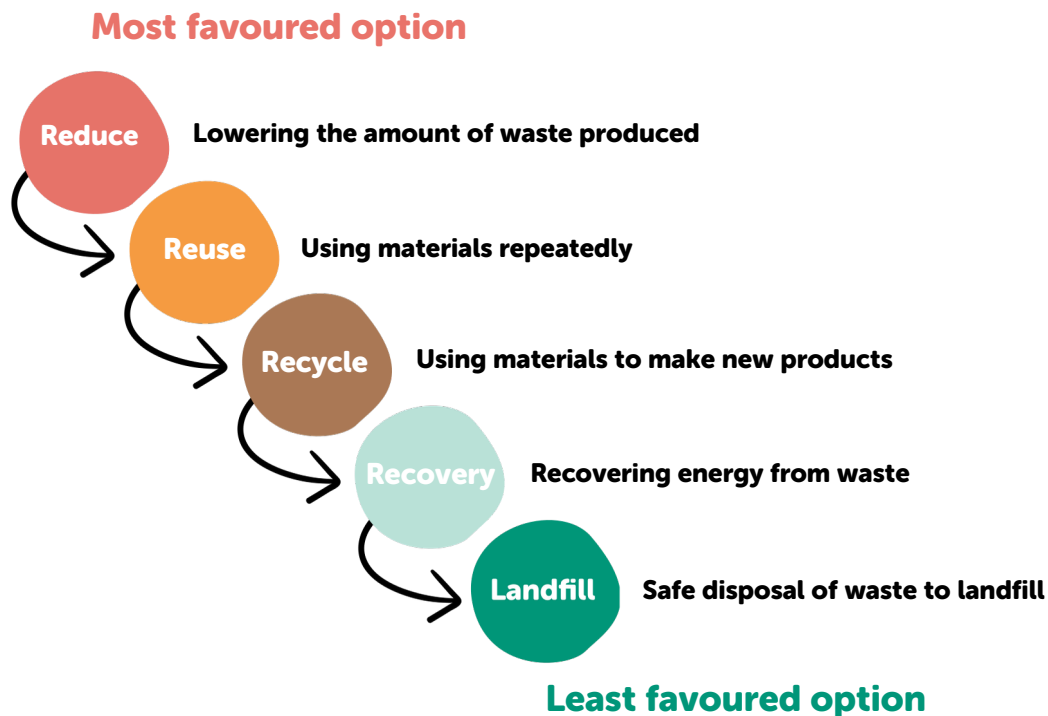 Most favoured option
Reduce
Lowering the amount of waste produced
Reuse
Using materials repeatedly
Recycle
Using materials to make new products
Recovery
Recovering energy from waste
Landfill
Safe disposal of waste to landfill
Least favoured option